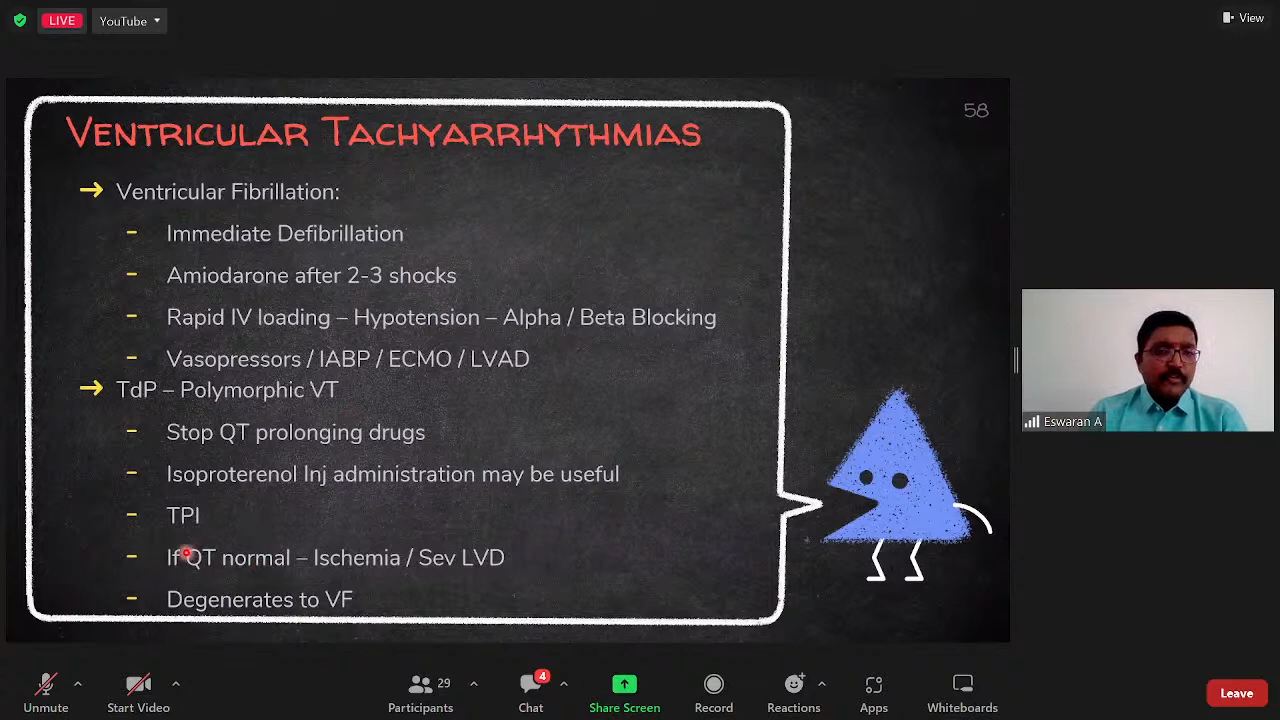 LIVE
YouTube
View
58
VENTRICULAR TACHYARRHYTHMIAS
→ Ventricular Fibrillation:
- Immediate Defibrillation
- Amiodarone after 2-3 shocks
- Rapid IV loading – Hypotension – Alpha / Beta Blocking
- Vasopressors / IABP / ECMO / LVAD
→ TdP – Polymorphic VT
- Stop QT prolonging drugs
- Isoproterenol Inj administration may be useful
- TPI
- If QT normal – Ischemia / Sev LVD
- Degenerates to VF
Eswaran A
Unmute
Start Video
29
Participants
4
Chat
Share Screen
Record
Reactions
Apps
Whiteboards
Leave